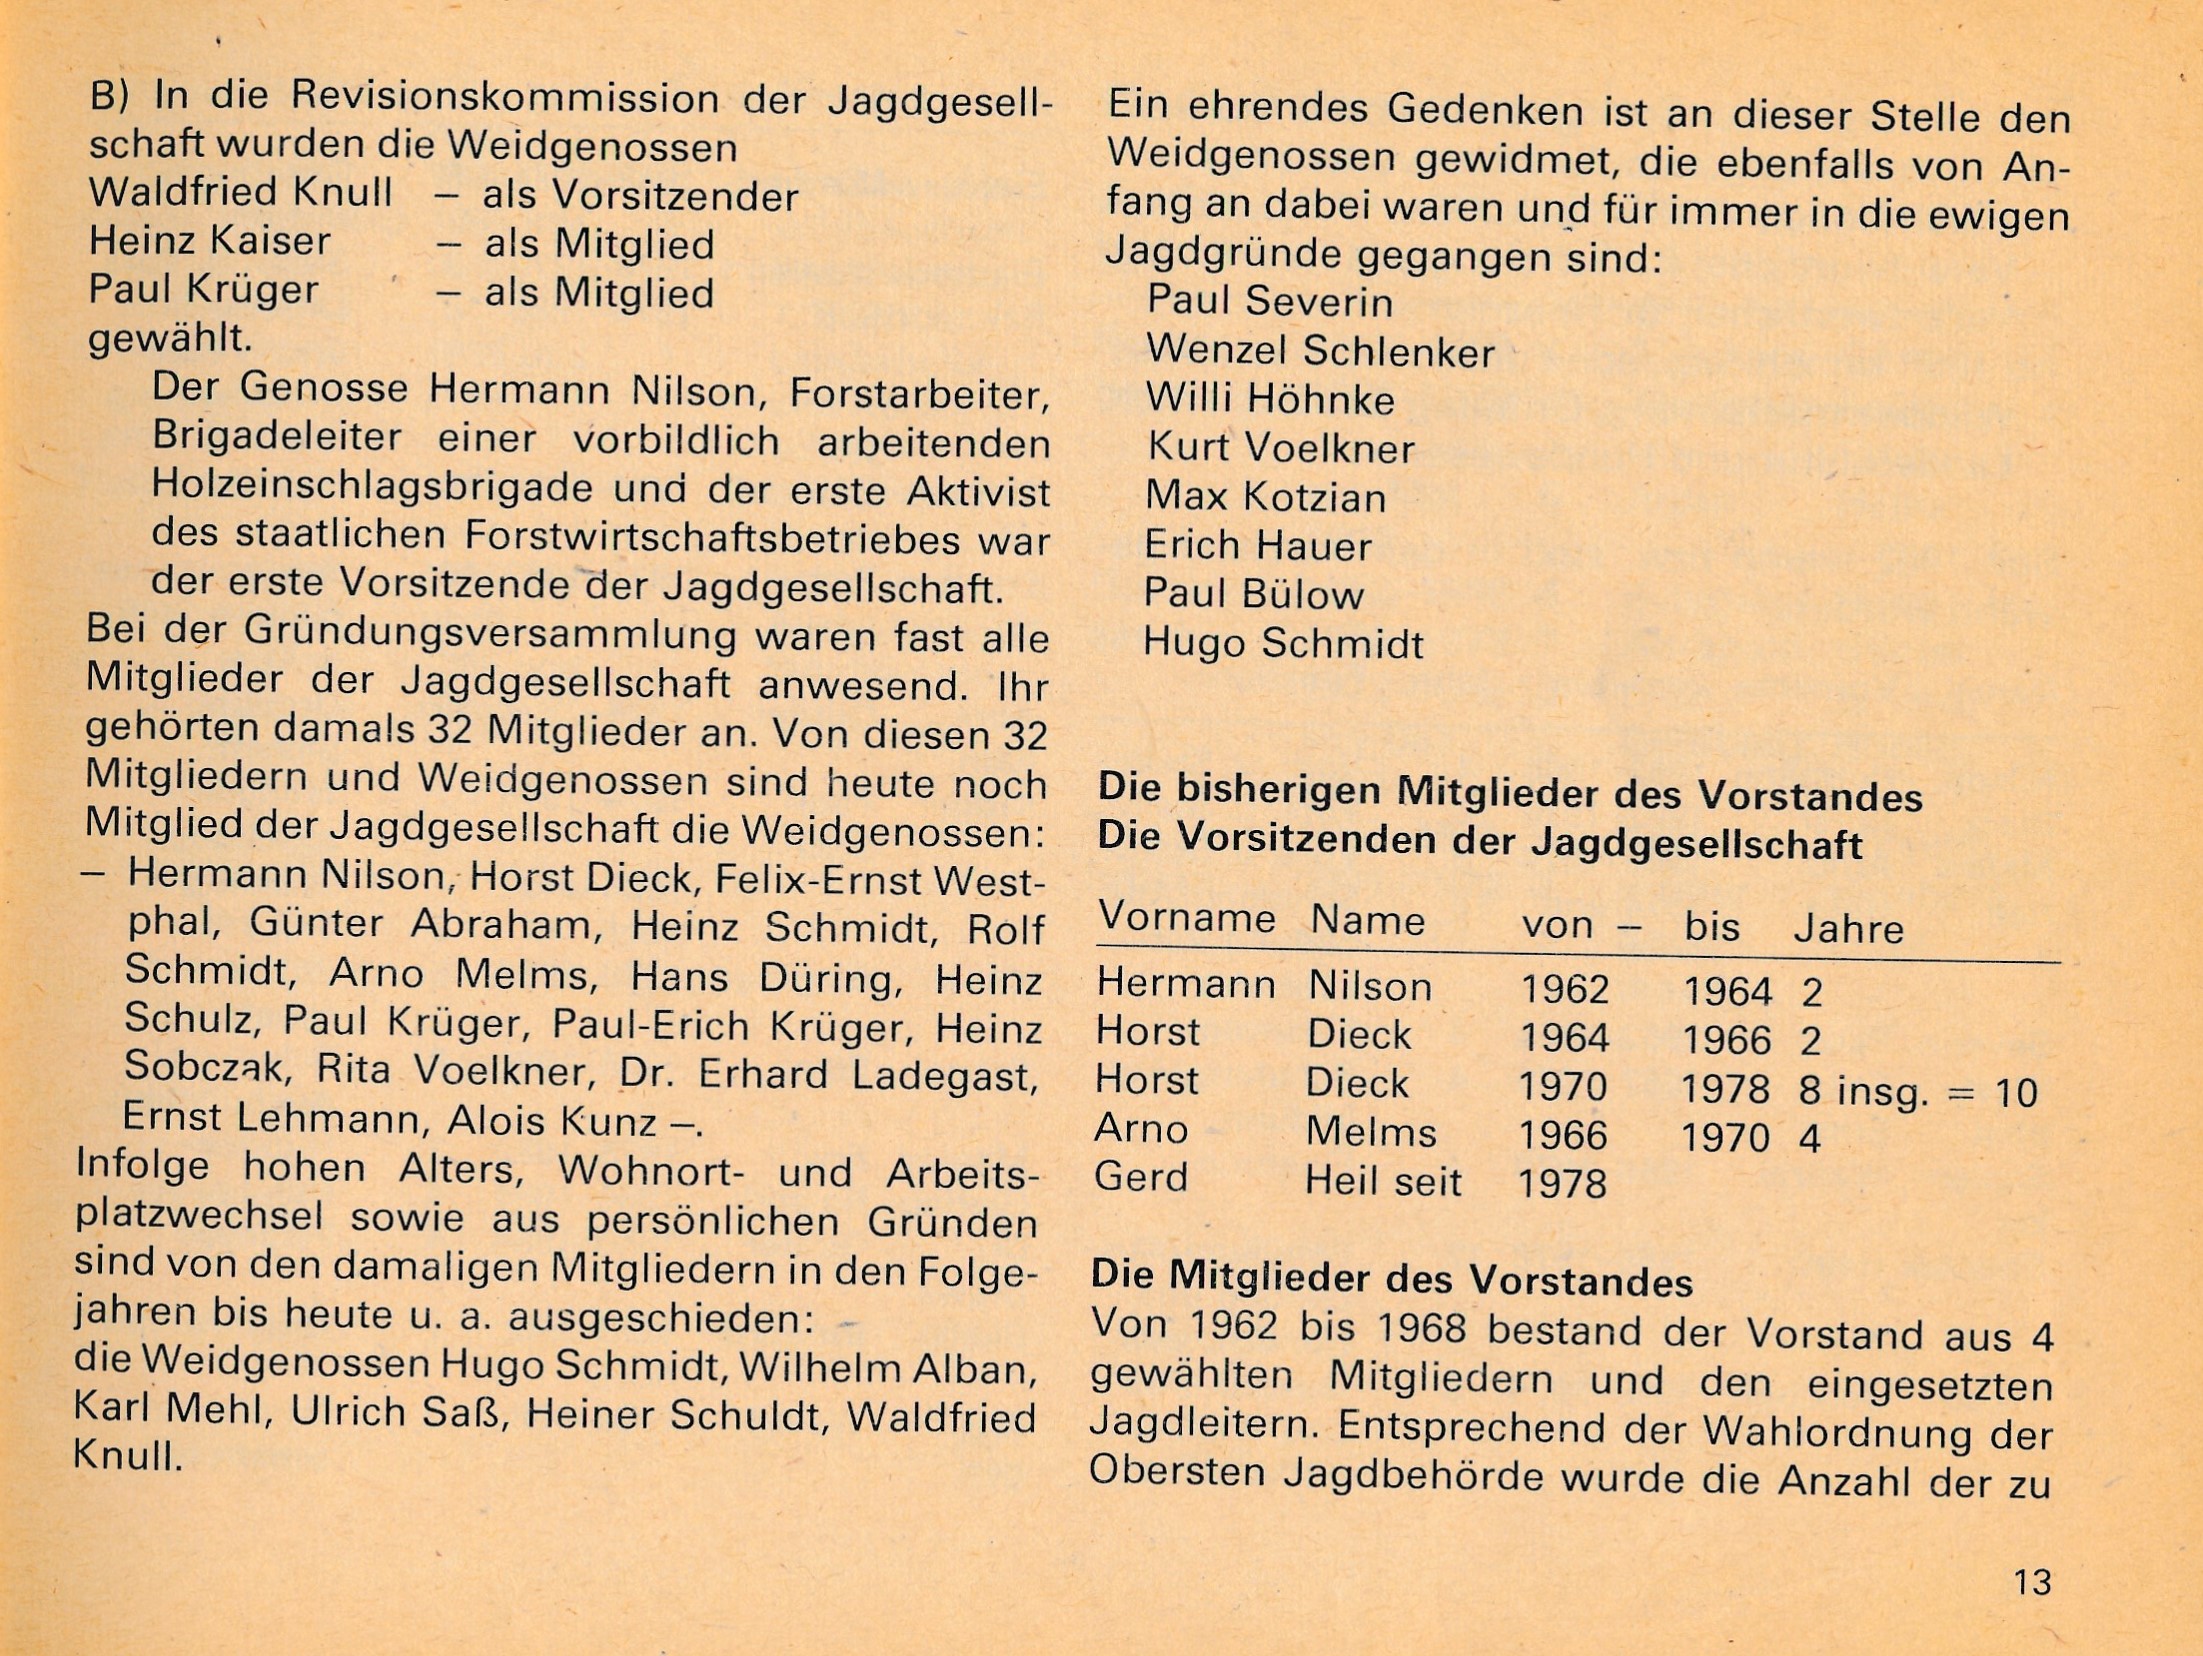 B) In die Revisionskommission der Jagdgesell-
schaft wurden die Weidgenossen
Waldfried Knull – als Vorsitzender
Heinz Kaiser – als Mitglied
Paul Krüger – als Mitglied
gewählt.
Der Genosse Hermann Nilson, Forstarbeiter,
Brigadeleiter einer vorbildlich arbeitenden
Holzeinschlagsbrigade und der erste Aktivist
des staatlichen Forstwirtschaftsbetriebes war
der erste Vorsitzende der Jagdgesellschaft.
Bei der Gründungsversammlung waren fast alle
Mitglieder der Jagdgesellschaft anwesend. Ihr
gehörten damals 32 Mitglieder an. Von diesen 32
Mitgliedern und Weidgenossen sind heute noch
Mitglied der Jagdgesellschaft die Weidgenossen:
– Hermann Nilson, Horst Dieck, Felix-Ernst West-
phal, Günter Abraham, Heinz Schmidt, Rolf
Schmidt, Arno Melms, Hans Düring, Heinz
Schulz, Paul Krüger, Paul-Erich Krüger, Heinz
Sobczak, Rita Voelkner, Dr. Erhard Ladegast,
Ernst Lehmann, Alois Kunz –.
Infolge hohen Alters, Wohnort- und Arbeits-
platzwechsel sowie aus persönlichen Gründen
sind von den damaligen Mitgliedern in den Folge-
jahren bis heute u. a. ausgeschieden:
die Weidgenossen Hugo Schmidt, Wilhelm Alban,
Karl Mehl, Ulrich Saß, Heiner Schuldt, Waldfried
Knull.
Ein ehrendes Gedenken ist an dieser Stelle den
Weidgenossen gewidmet, die ebenfalls von An-
fang an dabei waren und für immer in die ewigen
Jagdgründe gegangen sind:
Paul Severin
Wenzel Schlenker
Willi Höhnke
Kurt Voelkner
Max Kotzian
Erich Hauer
Paul Bülow
Hugo Schmidt
Die bisherigen Mitglieder des Vorstandes
Die Vorsitzenden der Jagdgesellschaft
Vorname Name von – bis Jahre
Hermann Nilson 1962 1964 2
Horst Dieck 1964 1966 2
Horst Dieck 1970 1978 8 insg. = 10
Arno Melms 1966 1970 4
Gerd Heil seit 1978
Die Mitglieder des Vorstandes
Von 1962 bis 1968 bestand der Vorstand aus 4
gewählten Mitgliedern und den eingesetzten
Jagdleitern. Entsprechend der Wahlordnung der
Obersten Jagdbehörde wurde die Anzahl der zu
13